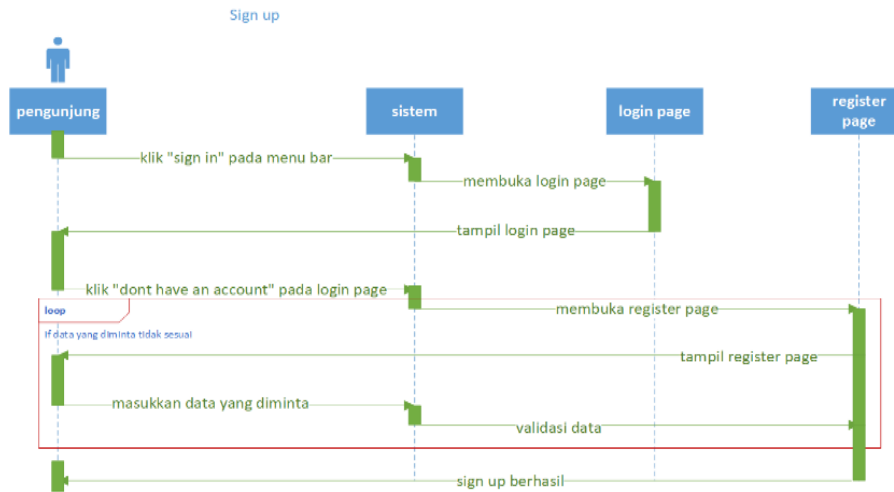 Sign up
pengunjung
sistem
login page
register
page
klik "sign in" pada menu bar
membuka login page
tampil login page
klik "dont have an account" pada login page
loop
membuka register page
If data yang diminta tidak sesuai
tampil register page
masukkan data yang diminta
validasi data
sign up berhasil